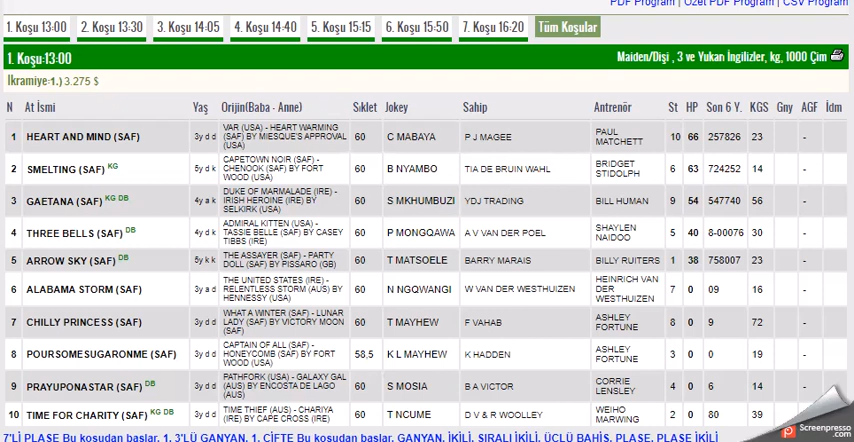 PDF Program | Özet PDF Program | CSV Program
1. Koşu 13:00 2. Koşu 13:30 3. Koşu 14:05 4. Koşu 14:40 5. Koşu 15:15 6. Koşu 15:50 7. Koşu 16:20 Tüm Koşular
1. Koşu:13:00 Maiden/Dişi , 3 ve Yukarı İngilizler, kg, 1000 Çim
İkramiye:1.) 3.275 $
N At İsmi Yaş Orijin(Baba - Anne) Sıklet Jokey Sahip Antrenör St HP Son 6 Y. KGS Gny AGF İdm
1 HEART AND MIND (SAF) 3y d d VAR (USA) - HEART WARMING (SAF) BY MIESQUE'S APPROVAL (USA) 60 C MABAYA P J MAGEE PAUL MATCHETT 10 66 257826 23 -
2 SMELTING (SAF) KG 5y d k CAPETOWN NOIR (SAF) - CHENOOK (SAF) BY FORT WOOD (USA) 60 B NYAMBO TIA DE BRUIN WAHL BRIDGET STIDOLPH 6 63 724252 14 -
3 GAETANA (SAF) KG DB 4y a k DUKE OF MARMALADE (IRE) - IRISH HEROINE (IRE) BY SELKIRK (USA) 60 S MKHUMBUZI YDJ TRADING BILL HUMAN 9 54 547740 56 -
4 THREE BELLS (SAF) DB 4y d k ADMIRAL KITTEN (USA) - TASSIE BELLE (SAF) BY CASEY TIBBS (IRE) 60 P MONGQAWA A V VAN DER POEL SHAYLEN NAIDOO 5 40 8-00076 30 -
5 ARROW SKY (SAF) DB 5y k k THE ASSAYER (SAF) - PARTY DOLL (SAF) BY PISSARO (GB) 60 T MATSOELE BARRY MARAIS BILLY RUITERS 1 38 758007 23 -
6 ALABAMA STORM (SAF) 3y a d THE UNITED STATES (IRE) - RELENTLESS STORM (AUS) BY HENNESSY (USA) 60 N NGQWANGI W VAN DER WESTHUIZEN HEINRICH VAN DER WESTHUIZEN 7 0 09 16 -
7 CHILLY PRINCESS (SAF) 3y d d WHAT A WINTER (SAF) - LUNAR LADY (SAF) BY VICTORY MOON (SAF) 60 T MAYHEW F VAHAB ASHLEY FORTUNE 8 0 9 72 -
8 POURSOMESUGARONME (SAF) 3y d d CAPTAIN OF ALL (SAF) - HONEYCOMB (SAF) BY FORT WOOD (USA) 58,5 K L MAYHEW K HADDEN ASHLEY FORTUNE 3 0 0 19 -
9 PRAYUPONASTAR (SAF) DB 3y d d PATHFORK (USA) - GALAXY GAL (AUS) BY ENCOSTA DE LAGO (AUS) 60 S MOSIA B A VICTOR CORRIE LENSLEY 4 0 6 14 -
10 TIME FOR CHARITY (SAF) KG DB 3y d d TIME THIEF (AUS) - CHARIYA (IRE) BY CAPE CROSS (IRE) 60 T NCUME D V & R WOOLLEY WEIHO MARWING 2 0 80 39
7'Lİ PLASE Bu koşudan başlar, 1. 3'LÜ GANYAN, 1. ÇİFTE Bu koşudan başlar, GANYAN, İKİLİ, SIRALI İKİLİ, ÜÇLÜ BAHİS, PLASE, PLASE İKİLİ
Screenpresso
.com